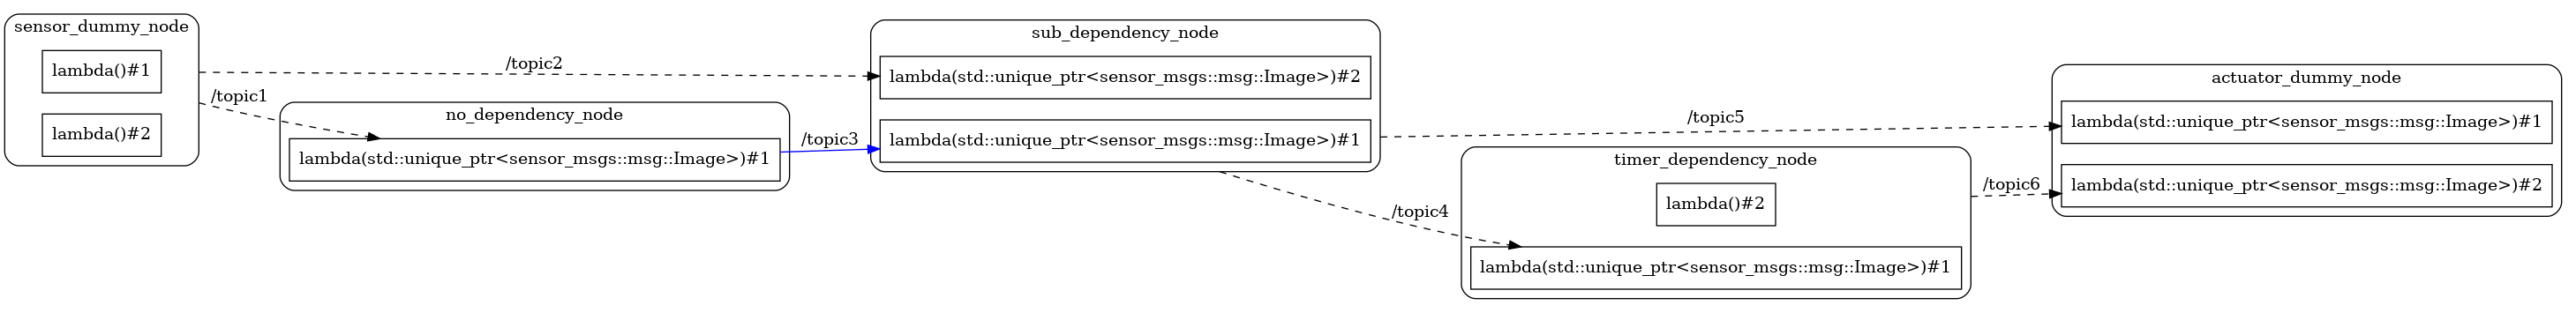 sensor_dummy_node
lambda()#1
lambda()#2
/topic2
/topic1
no_dependency_node
lambda(std::unique_ptr<sensor_msgs::msg::Image>)#1
/topic3
sub_dependency_node
lambda(std::unique_ptr<sensor_msgs::msg::Image>)#2
lambda(std::unique_ptr<sensor_msgs::msg::Image>)#1
/topic5
/topic4
timer_dependency_node
lambda()#2
lambda(std::unique_ptr<sensor_msgs::msg::Image>)#1
/topic6
actuator_dummy_node
lambda(std::unique_ptr<sensor_msgs::msg::Image>)#1
lambda(std::unique_ptr<sensor_msgs::msg::Image>)#2